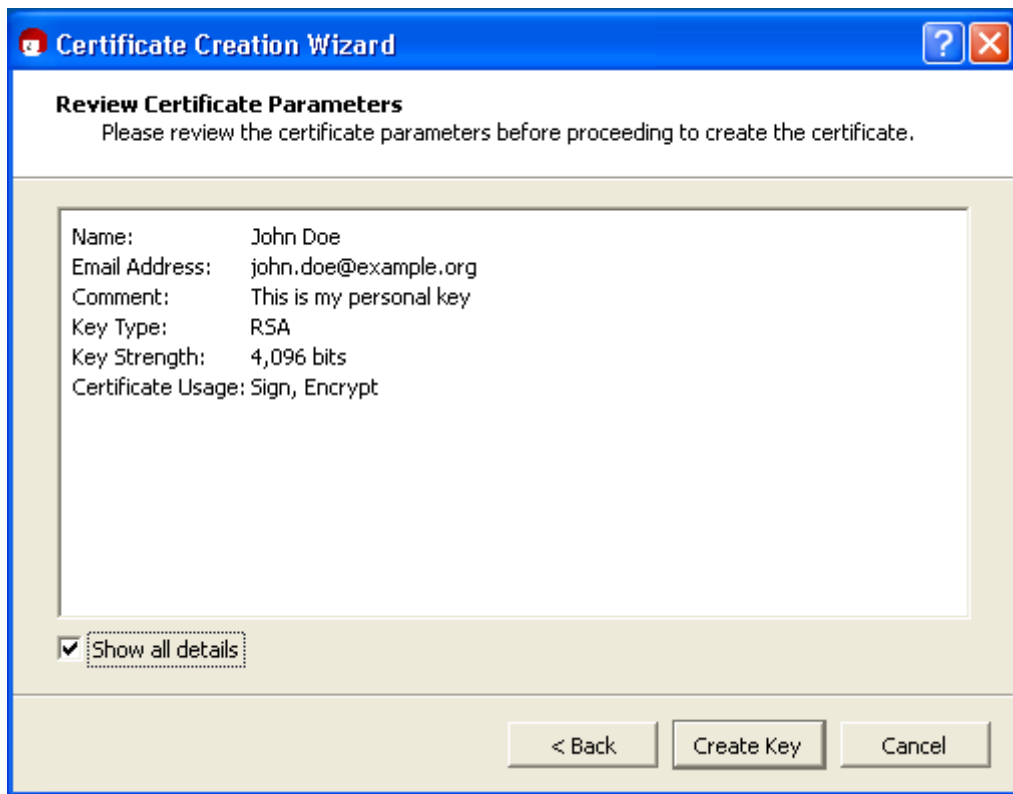 Certificate Creation Wizard
Review Certificate Parameters
Please review the certificate parameters before proceeding to create the certificate.
Name: John Doe
Email Address: john.doe@example.org
Comment: This is my personal key
Key Type: RSA
Key Strength: 4,096 bits
Certificate Usage: Sign, Encrypt
Show all details
< Back Create Key Cancel